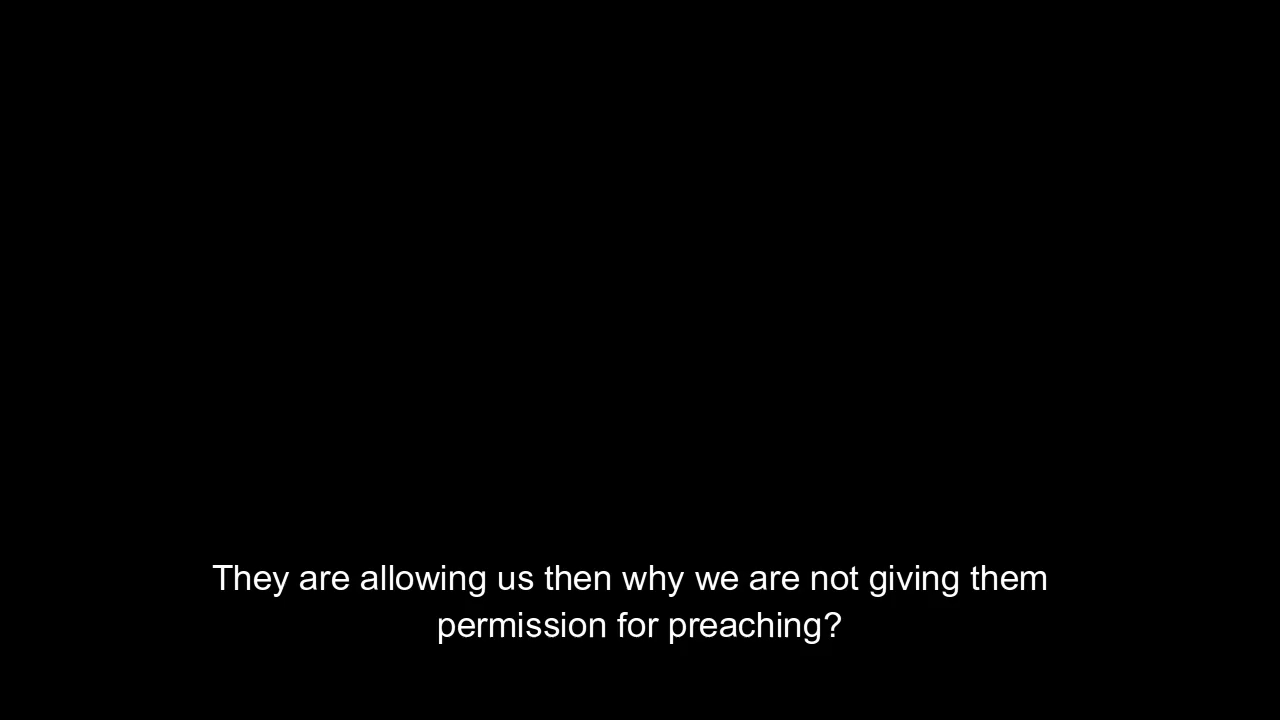 They are allowing us then why we are not giving them
permission for preaching?